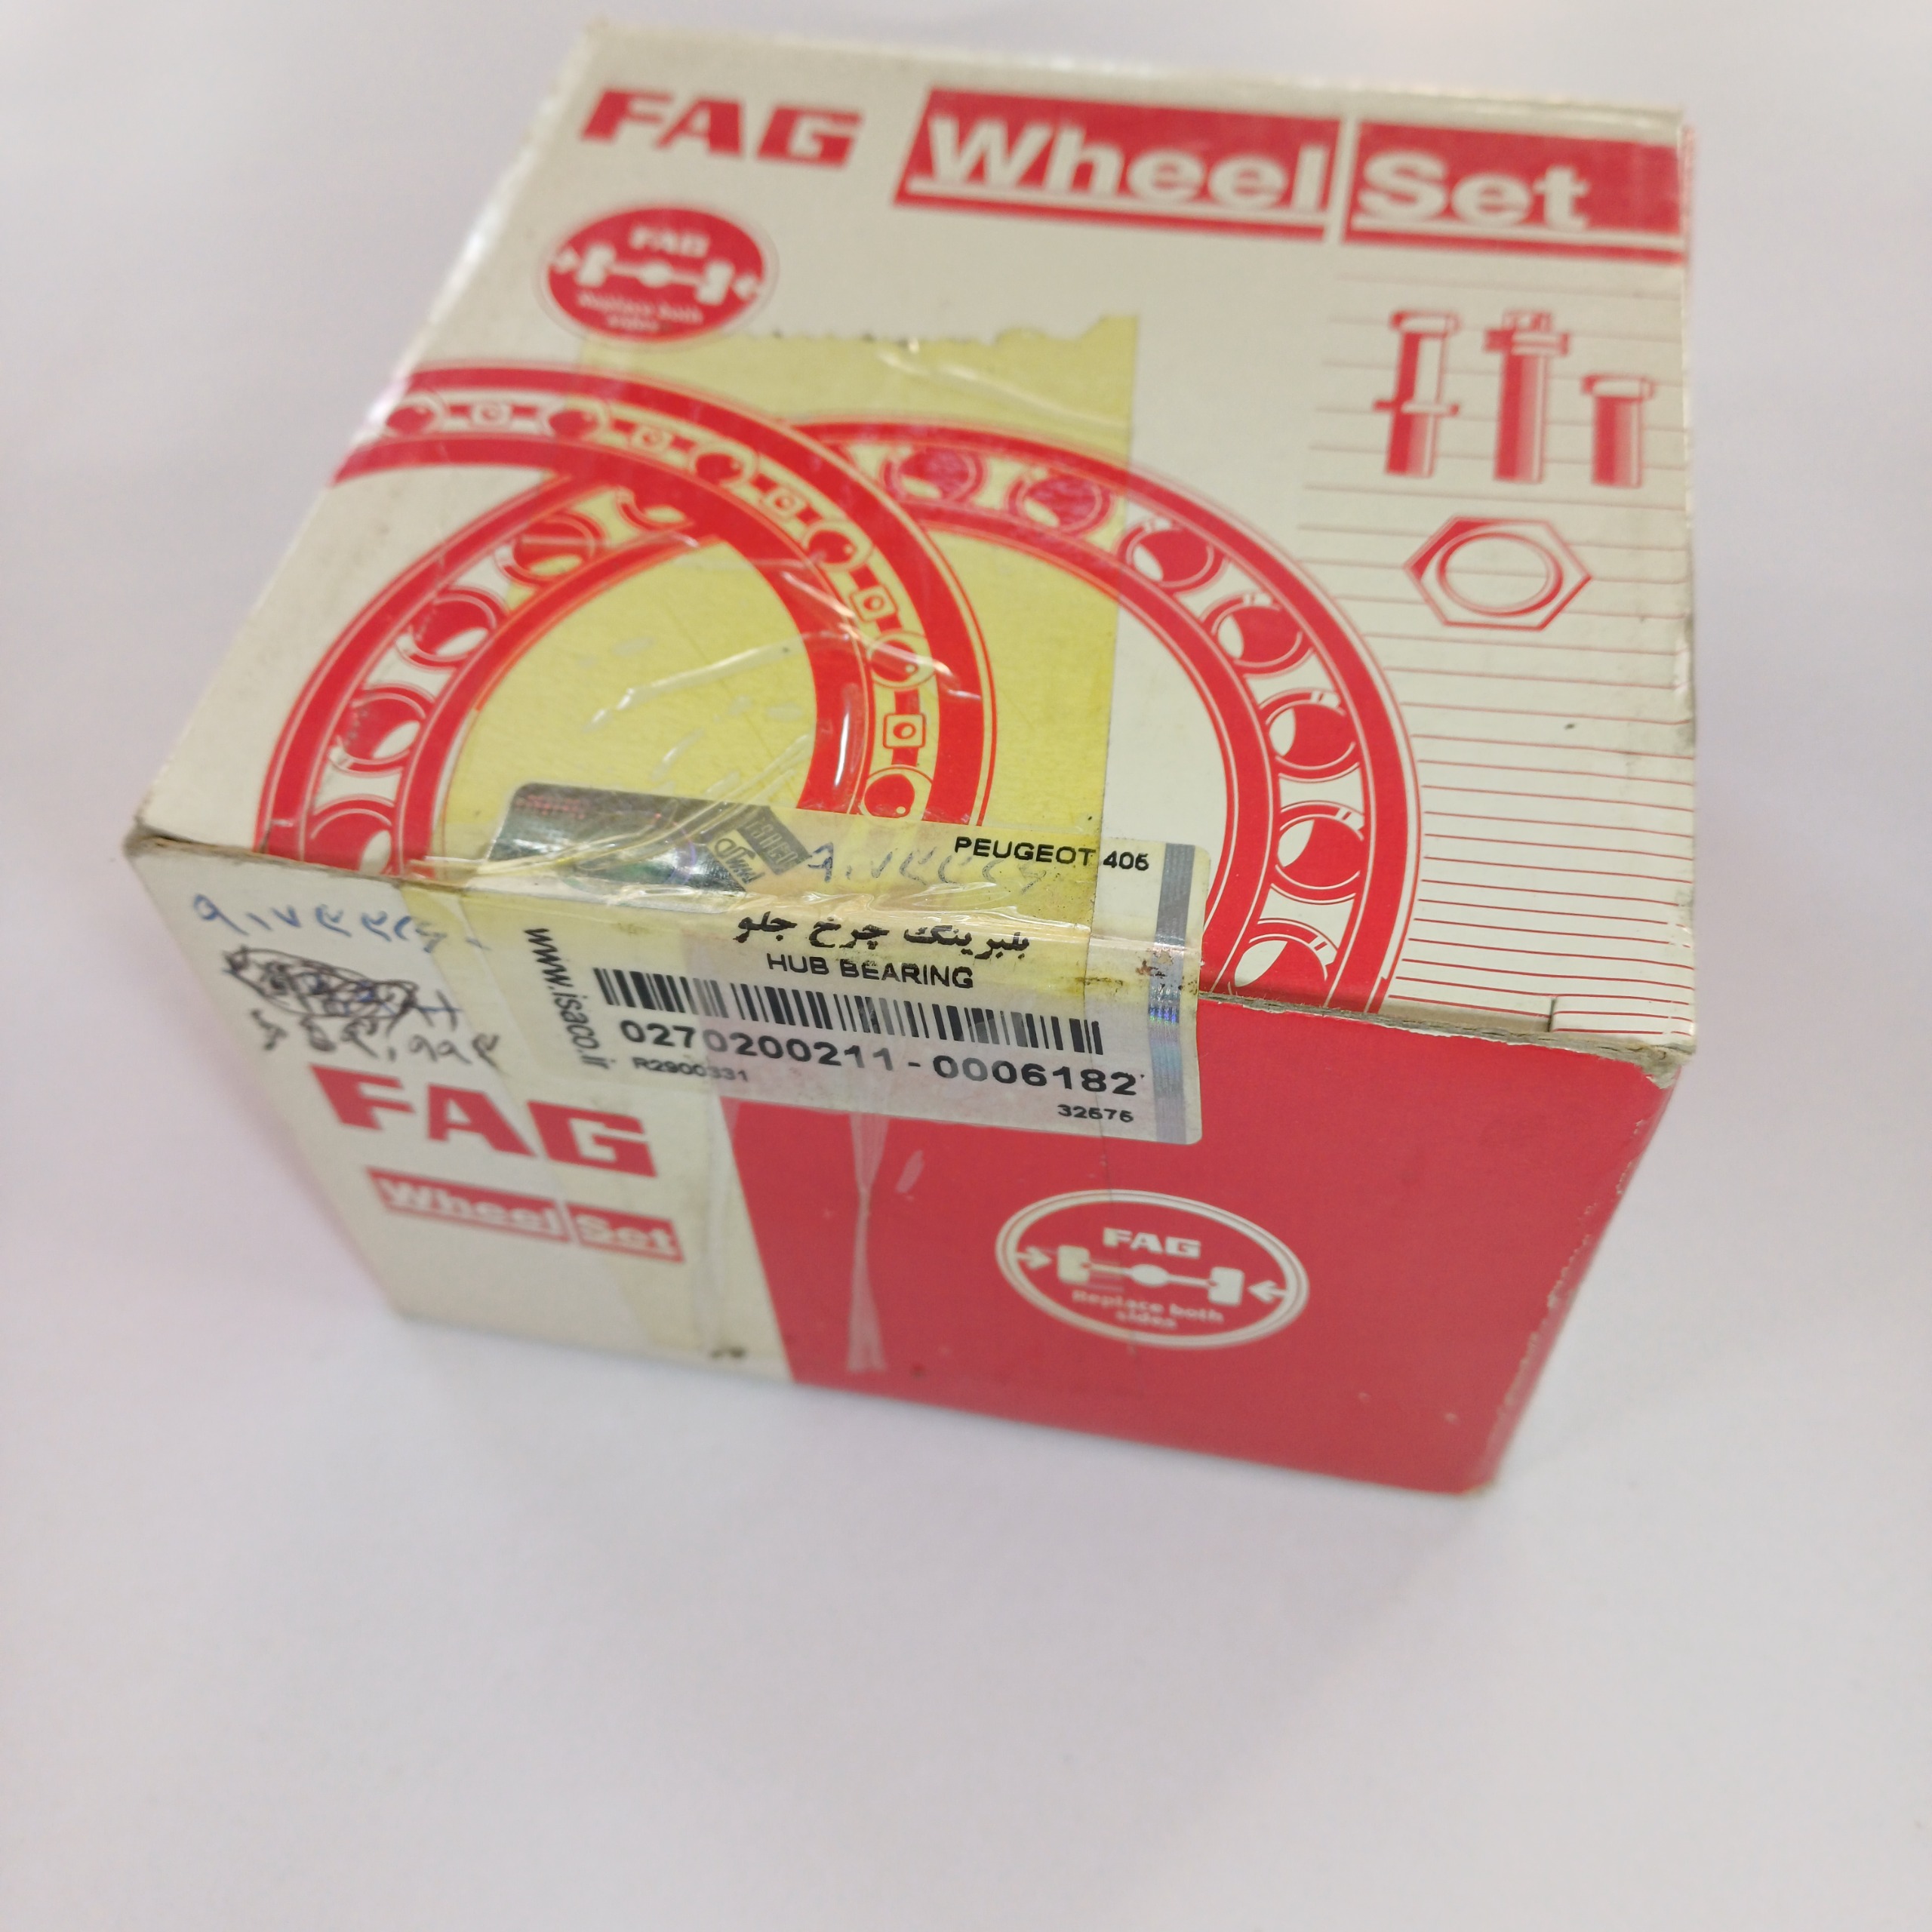 FAG Wheel Set
FAG
Replace both
sides
PEUGEOT 405
۹۰۷۴۴۲۶
بلبرینگ چرخ جلو
HUB BEARING
www.isaco.ir
0270200211-0006182
R2900331
32575
FAG
Wheel Set
FAG
Replace both
sides